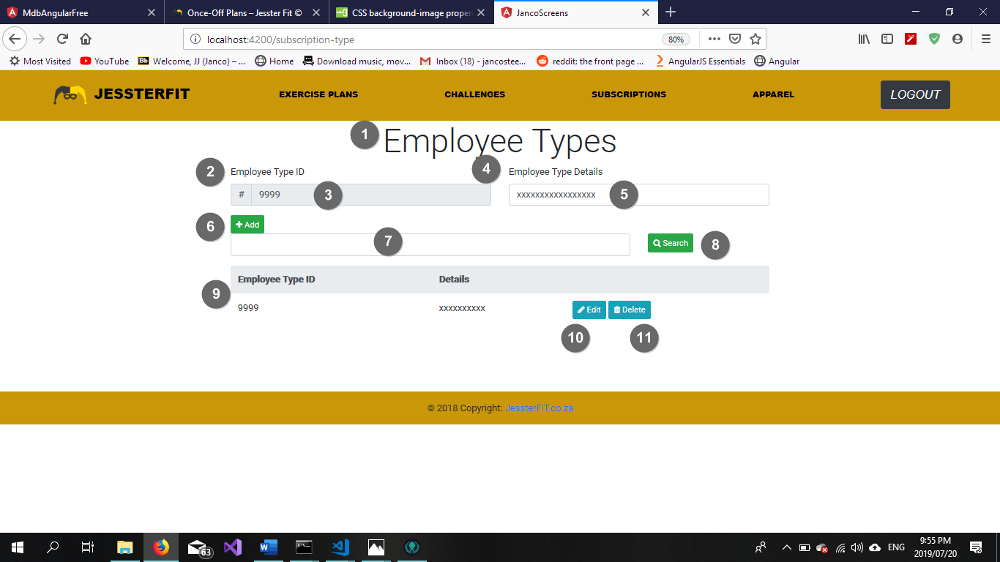 MdbAngularFree
Once-Off Plans – Jesster Fit ©
CSS background-image proper
JancoScreens
localhost:4200/subscription-type
80%
Most Visited
YouTube
Bb Welcome, JJ (Janco) – ...
Home
Download music, mov...
Inbox (18) - jancostee...
reddit: the front page ...
AngularJS Essentials
Angular
JESSTERFIT
EXERCISE PLANS
CHALLENGES
SUBSCRIPTIONS
APPAREL
LOGOUT
1
Employee Types
2
Employee Type ID
4
Employee Type Details
# 9999
3
xxxxxxxxxxxxxxxxx
5
6
Add
7
Search
8
Employee Type ID
Details
9
9999
xxxxxxxxxx
Edit
Delete
10
11
© 2018 Copyright: JessterFIT.co.za
63
ENG
9:55 PM
2019/07/20